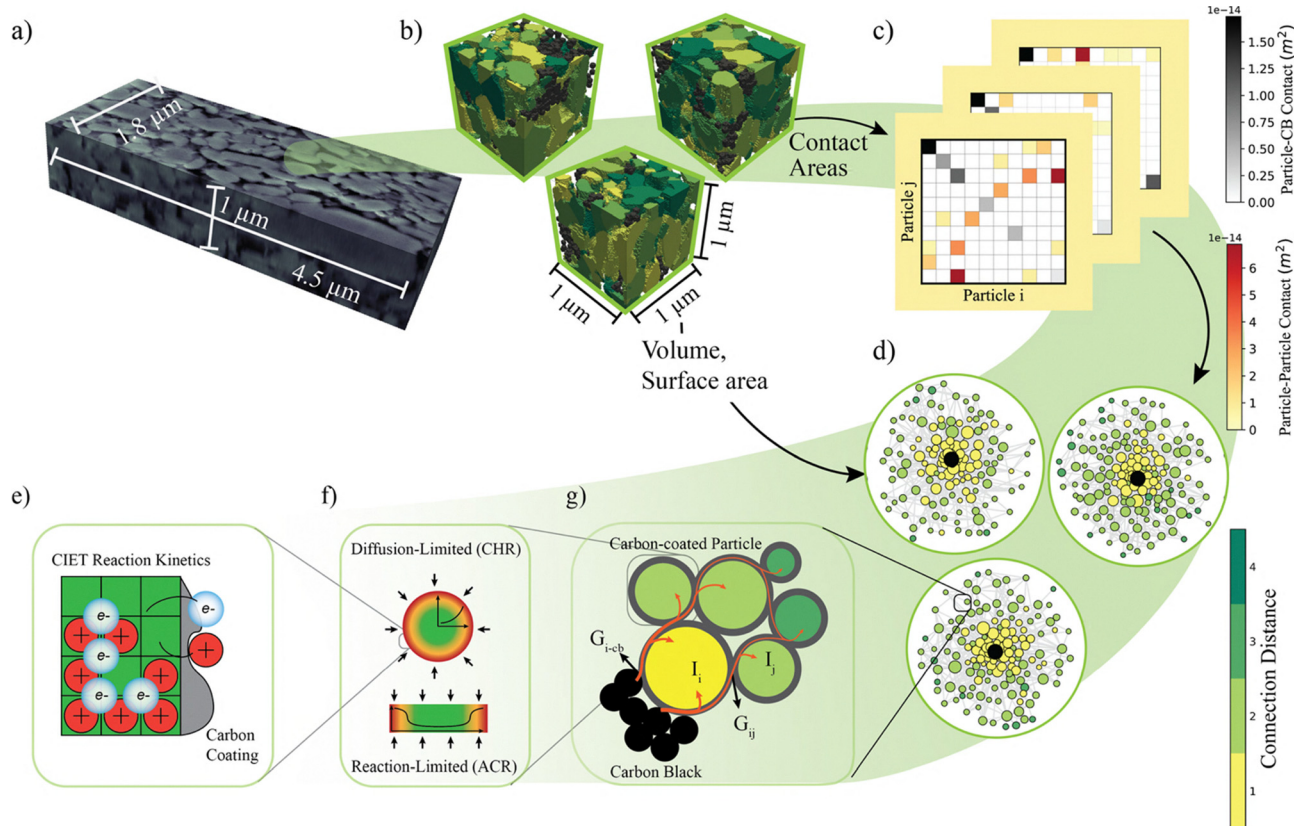 a)
1.8 μm
1 μm
4.5 μm
b)
1 μm
1 μm
1 μm
Contact
Areas
Volume,
Surface area
c)
Particle j
Particle i
1e-14
1.50
1.25
1.00
0.75
0.50
0.25
0.00
Particle-CB Contact (m²)
1e-14
6
5
4
3
2
1
0
Particle-Particle Contact (m²)
d)
4
3
2
1
Connection Distance
e)
CIET Reaction Kinetics
e-
e-
e-
e-
+
+
+
+
+
+
+
+
Carbon
Coating
f)
Diffusion-Limited (CHR)
Reaction-Limited (ACR)
g)
Carbon-coated Particle
G_{i-cb}
I_i
I_j
G_{ij}
Carbon Black